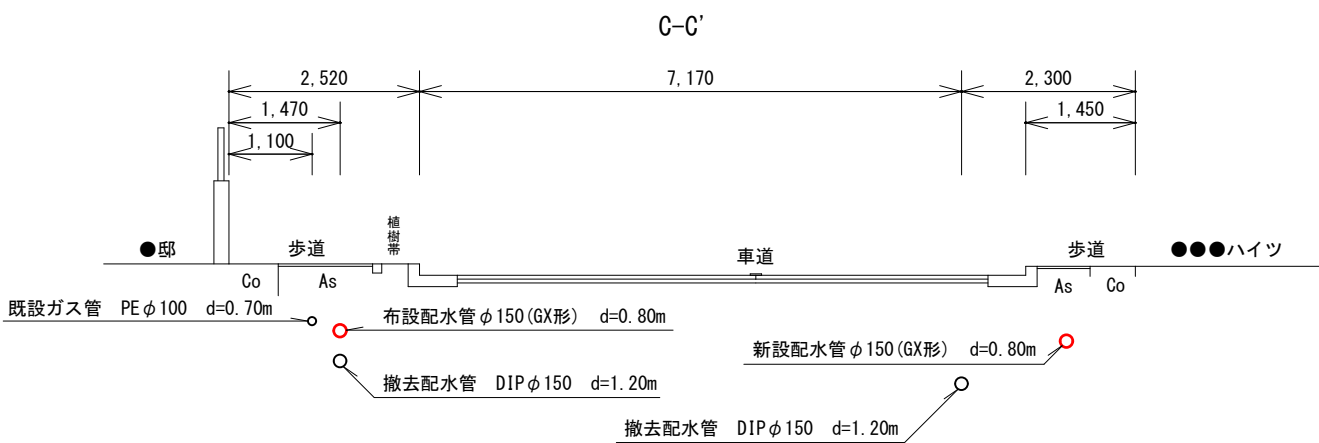 C-C'
2,520
7,170
2,300
1,470
1,450
1,100
植樹帯
●邸
歩道
車道
歩道
●●●ハイツ
Co
As
As
Co
既設ガス管 PEφ100 d=0.70m
布設配水管φ150(GX形) d=0.80m
新設配水管φ150(GX形) d=0.80m
撤去配水管 DIPφ150 d=1.20m
撤去配水管 DIPφ150 d=1.20m